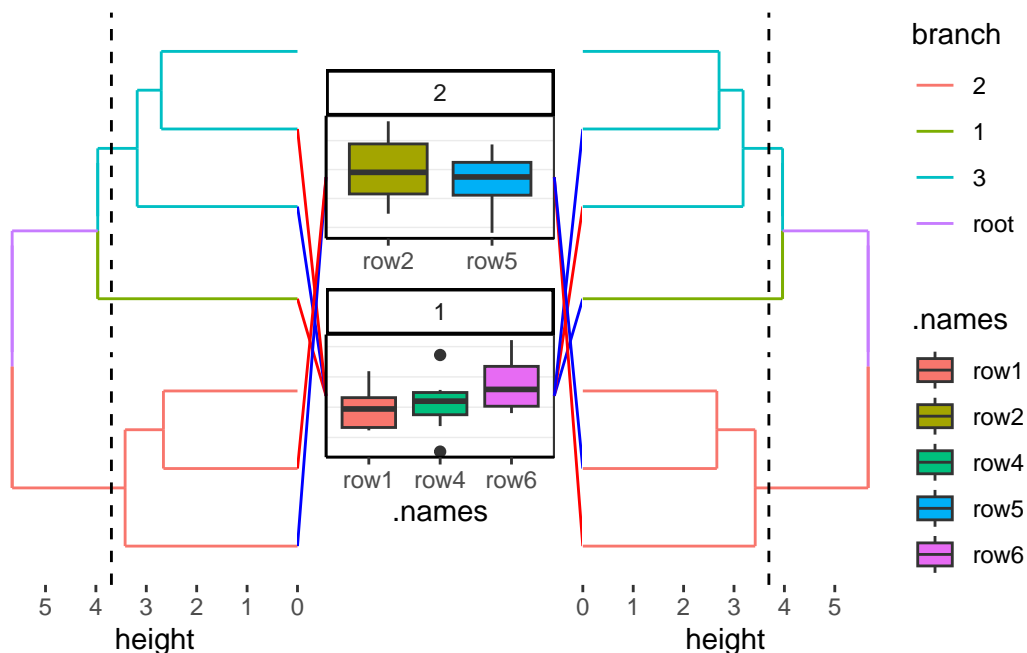 2
row2 row5
1
row1 row4 row6
.names
5 4 3 2 1 0
height
0 1 2 3 4 5
height
branch
2
1
3
root
.names
row1
row2
row4
row5
row6